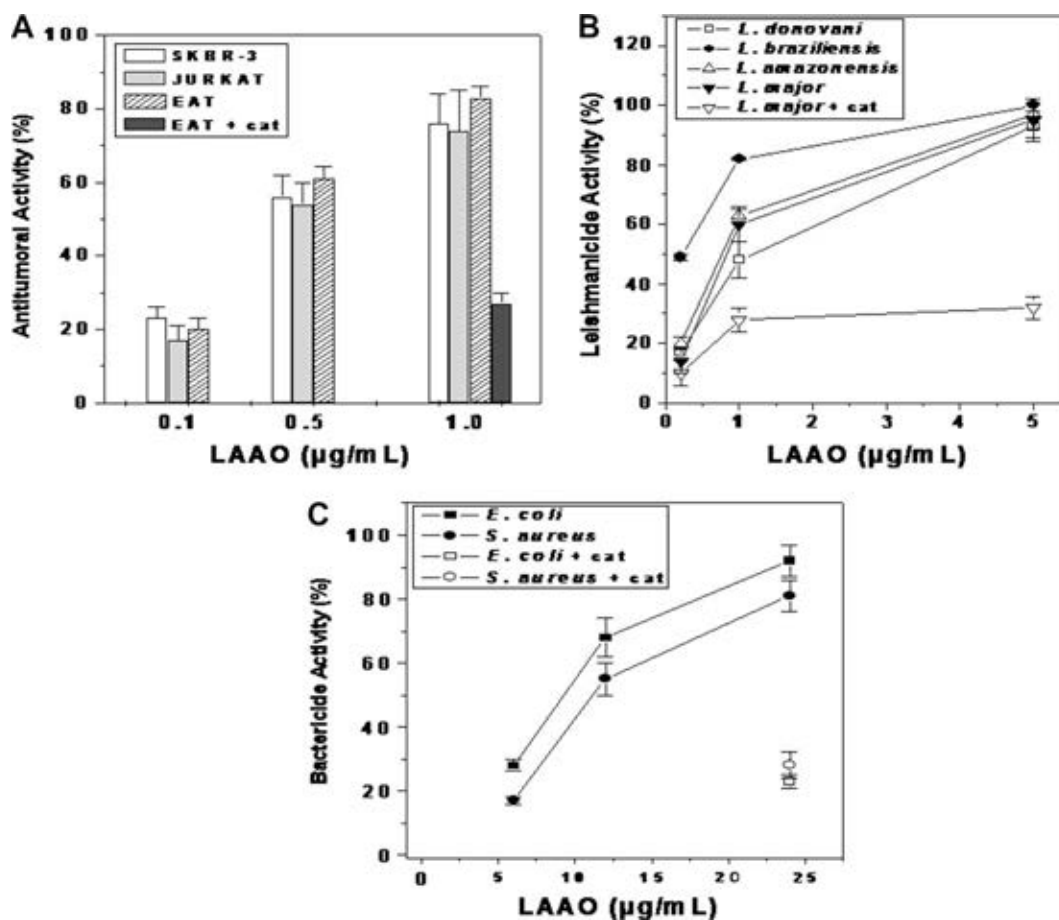 A
Antitumoral Activity (%)
100
80
60
40
20
0
SKBR-3
JURKAT
EAT
EAT + cat
0.1 0.5 1.0
LAAO (µg/mL)
B
Leishmanicide Activity (%)
120
100
80
60
40
20
0
L. donovani
L. braziliensis
L. amazonensis
L. major
L. major + cat
0 1 2 3 4 5
LAAO (µg/mL)
C
Bactericide Activity (%)
100
80
60
40
20
0
E. coli
S. aureus
E. coli + cat
S. aureus + cat
0 5 10 15 20 25
LAAO (µg/mL)